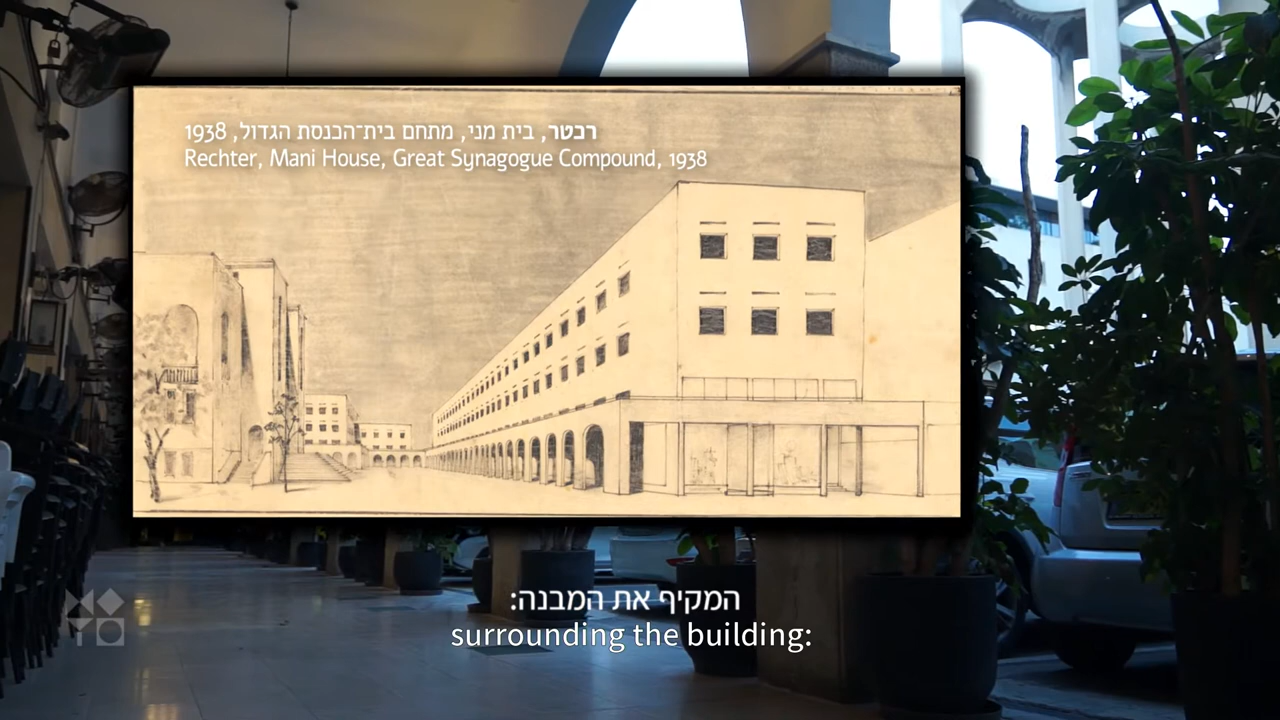 רכטר, בית מני, מתחם בית־הכנסת הגדול, 1938
Rechter, Mani House, Great Synagogue Compound, 1938
המקיף את המבנה:
surrounding the building: